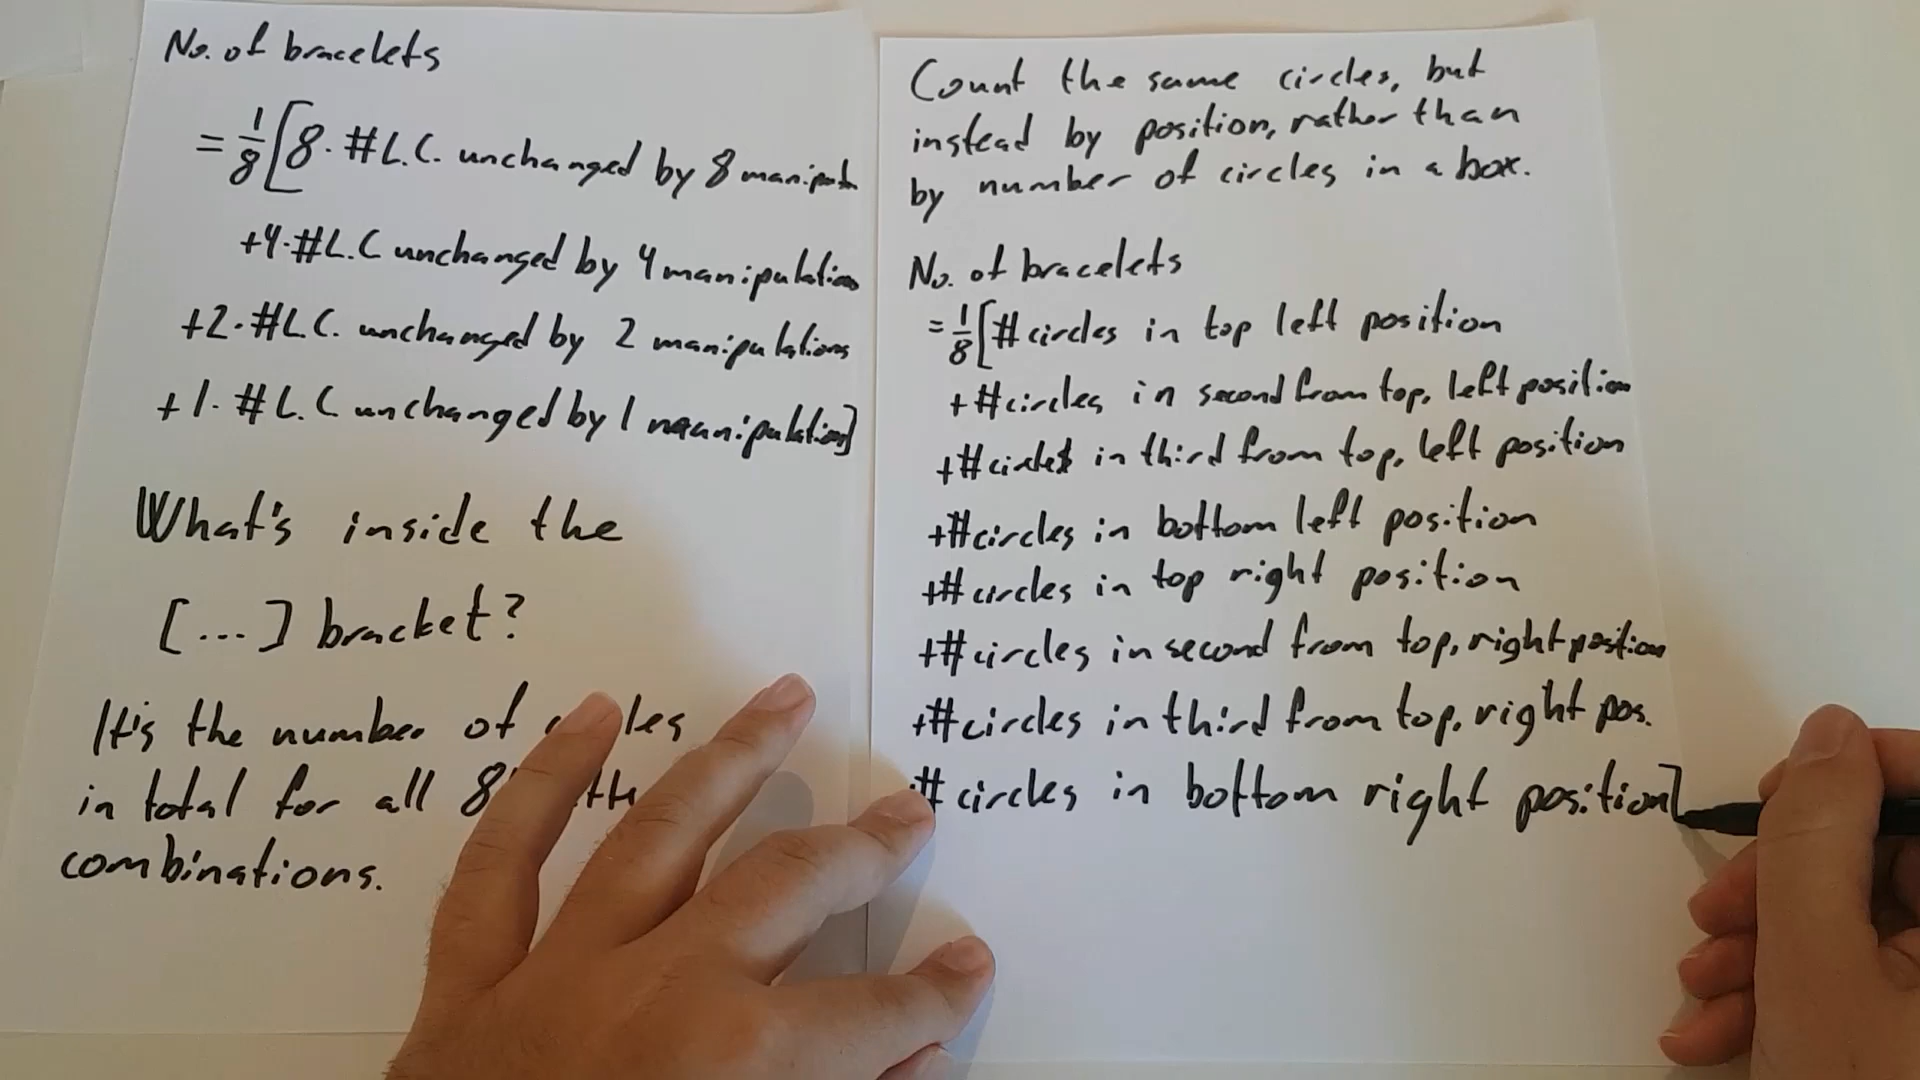 No. of bracelets
= 1/8 [8 · #L.C. unchanged by 8
+4·#L.C unchanged by 4 manipulations
+2·#L.C. unchanged by 2 manipulations
+1·#L.C unchanged by 1
What's inside the
[...] bracket?
It's the number of
in total for all
combinations.
Count the same circles, but
instead by position, rather than
by number of circles in a box.
No. of bracelets
= 1/8 [#circles in top left position
+#circles in second from top, left position
+#circles in third from top, left position
+#circles in bottom left position
+#circles in top right position
+#circles in second from top, right position
+#circles in third from top, right pos.
#circles in bottom right position]